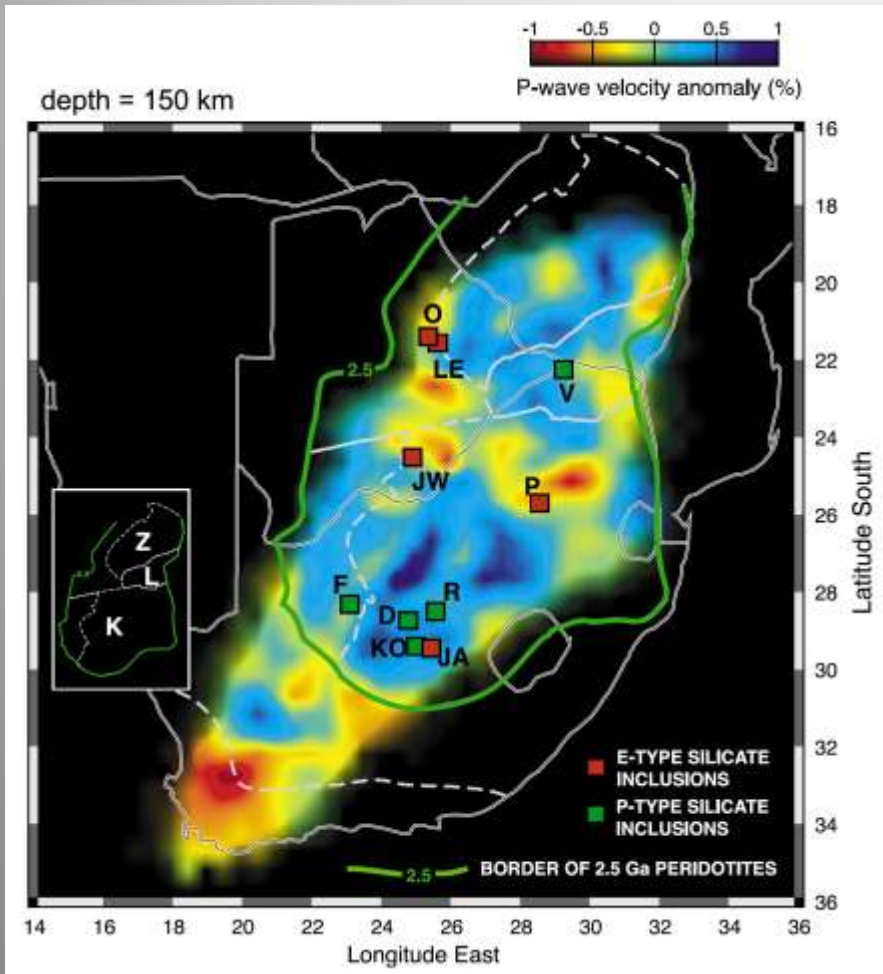 -1 -0.5 0 0.5 1
P-wave velocity anomaly (%)
depth = 150 km
16
18
20
22
24
26
28
30
32
34
36
Latitude South
O
LE
2.5
V
JW
P
Z
L
K
F
R
D
KO
JA
E-TYPE SILICATE
INCLUSIONS
P-TYPE SILICATE
INCLUSIONS
2.5 BORDER OF 2.5 Ga PERIDOTITES
14 16 18 20 22 24 26 28 30 32 34 36
Longitude East